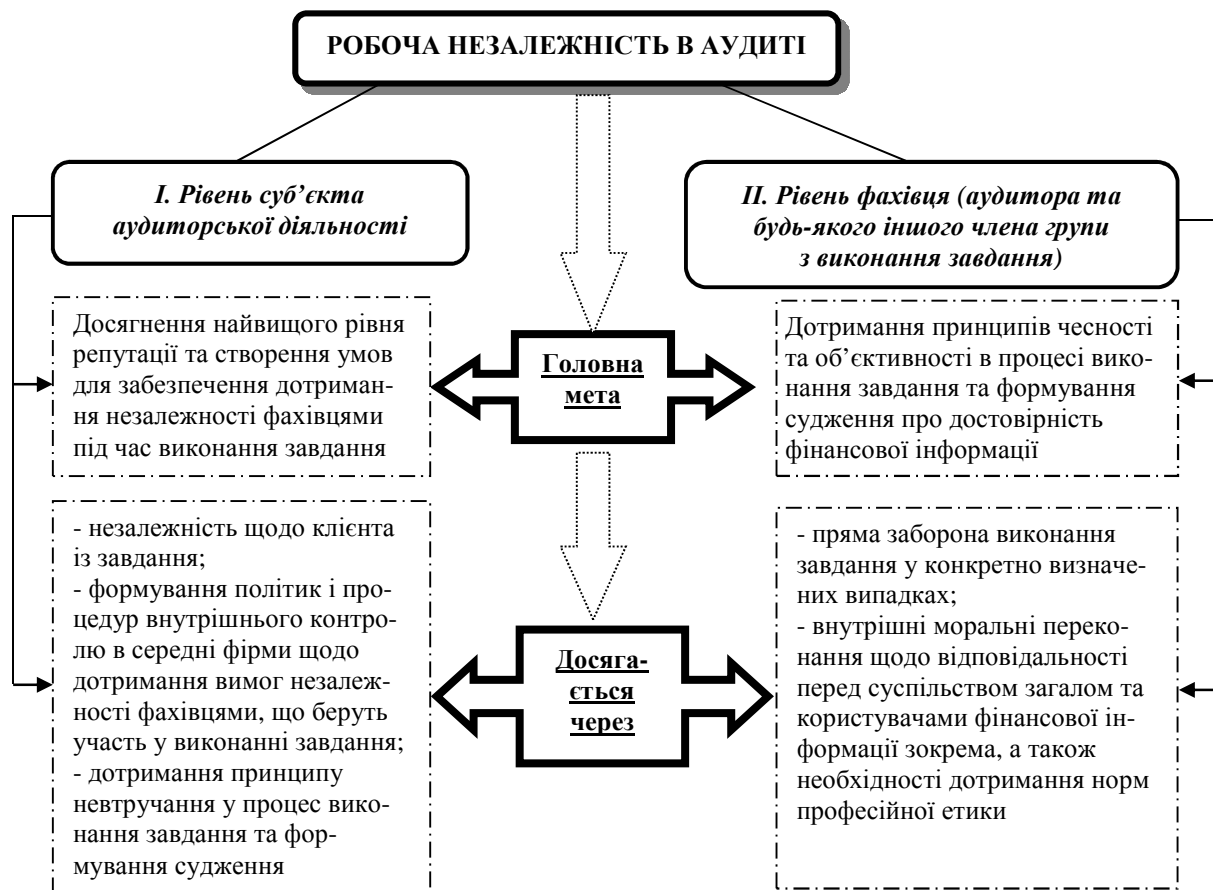 РОБОЧА НЕЗАЛЕЖНІСТЬ В АУДИТІ
І. Рівень суб’єкта
аудиторської діяльності
ІІ. Рівень фахівця (аудитора та
будь-якого іншого члена групи
з виконання завдання)
Досягнення найвищого рівня
репутації та створення умов
для забезпечення дотриман-
ня незалежності фахівцями
під час виконання завдання
Головна
мета
Дотримання принципів чесності
та об’єктивності в процесі вико-
нання завдання та формування
судження про достовірність
фінансової інформації
- незалежність щодо клієнта
із завдання;
- формування політик і про-
цедур внутрішнього контро-
лю в середні фірми щодо
дотримання вимог незалеж-
ності фахівцями, що беруть
участь у виконанні завдання;
- дотримання принципу
невтручання у процес вико-
нання завдання та фор-
мування судження
Досяга-
ється
через
- пряма заборона виконання
завдання у конкретно визначе-
них випадках;
- внутрішні моральні переко-
нання щодо відповідальності
перед суспільством загалом та
користувачами фінансової ін-
формації зокрема, а також
необхідності дотримання норм
професійної етики